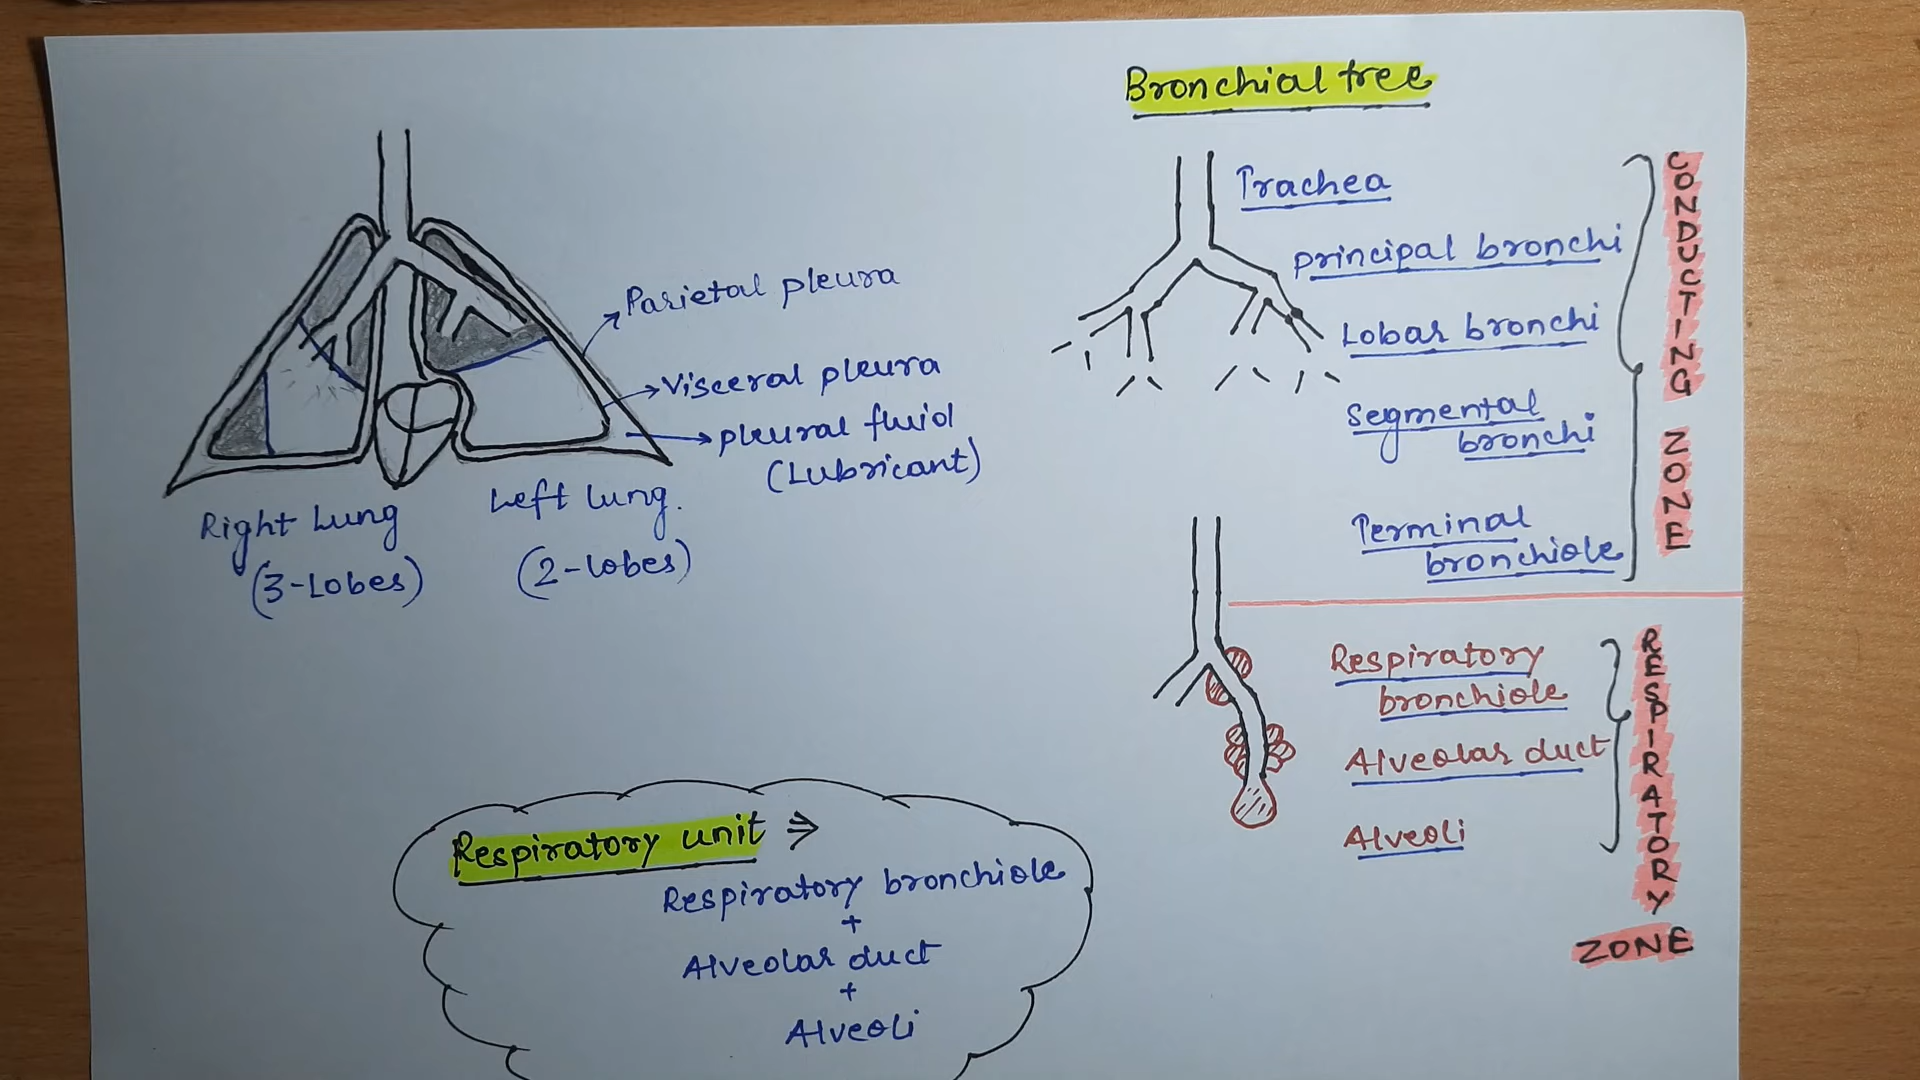 Bronchial tree
Trachea
Principal bronchi
Lobar bronchi
Segmental
bronchi
Terminal
bronchiole
CONDUCTING ZONE
Parietal pleura
Visceral pleura
pleural fluid
(Lubricant)
Right Lung
(3-Lobes)
Left lung.
(2-lobes)
Respiratory
bronchiole
Alveolar duct
Alveoli
RESPIRATORY
ZONE
Respiratory unit ⇒
Respiratory bronchiole
+
Alveolar duct
+
Alveoli